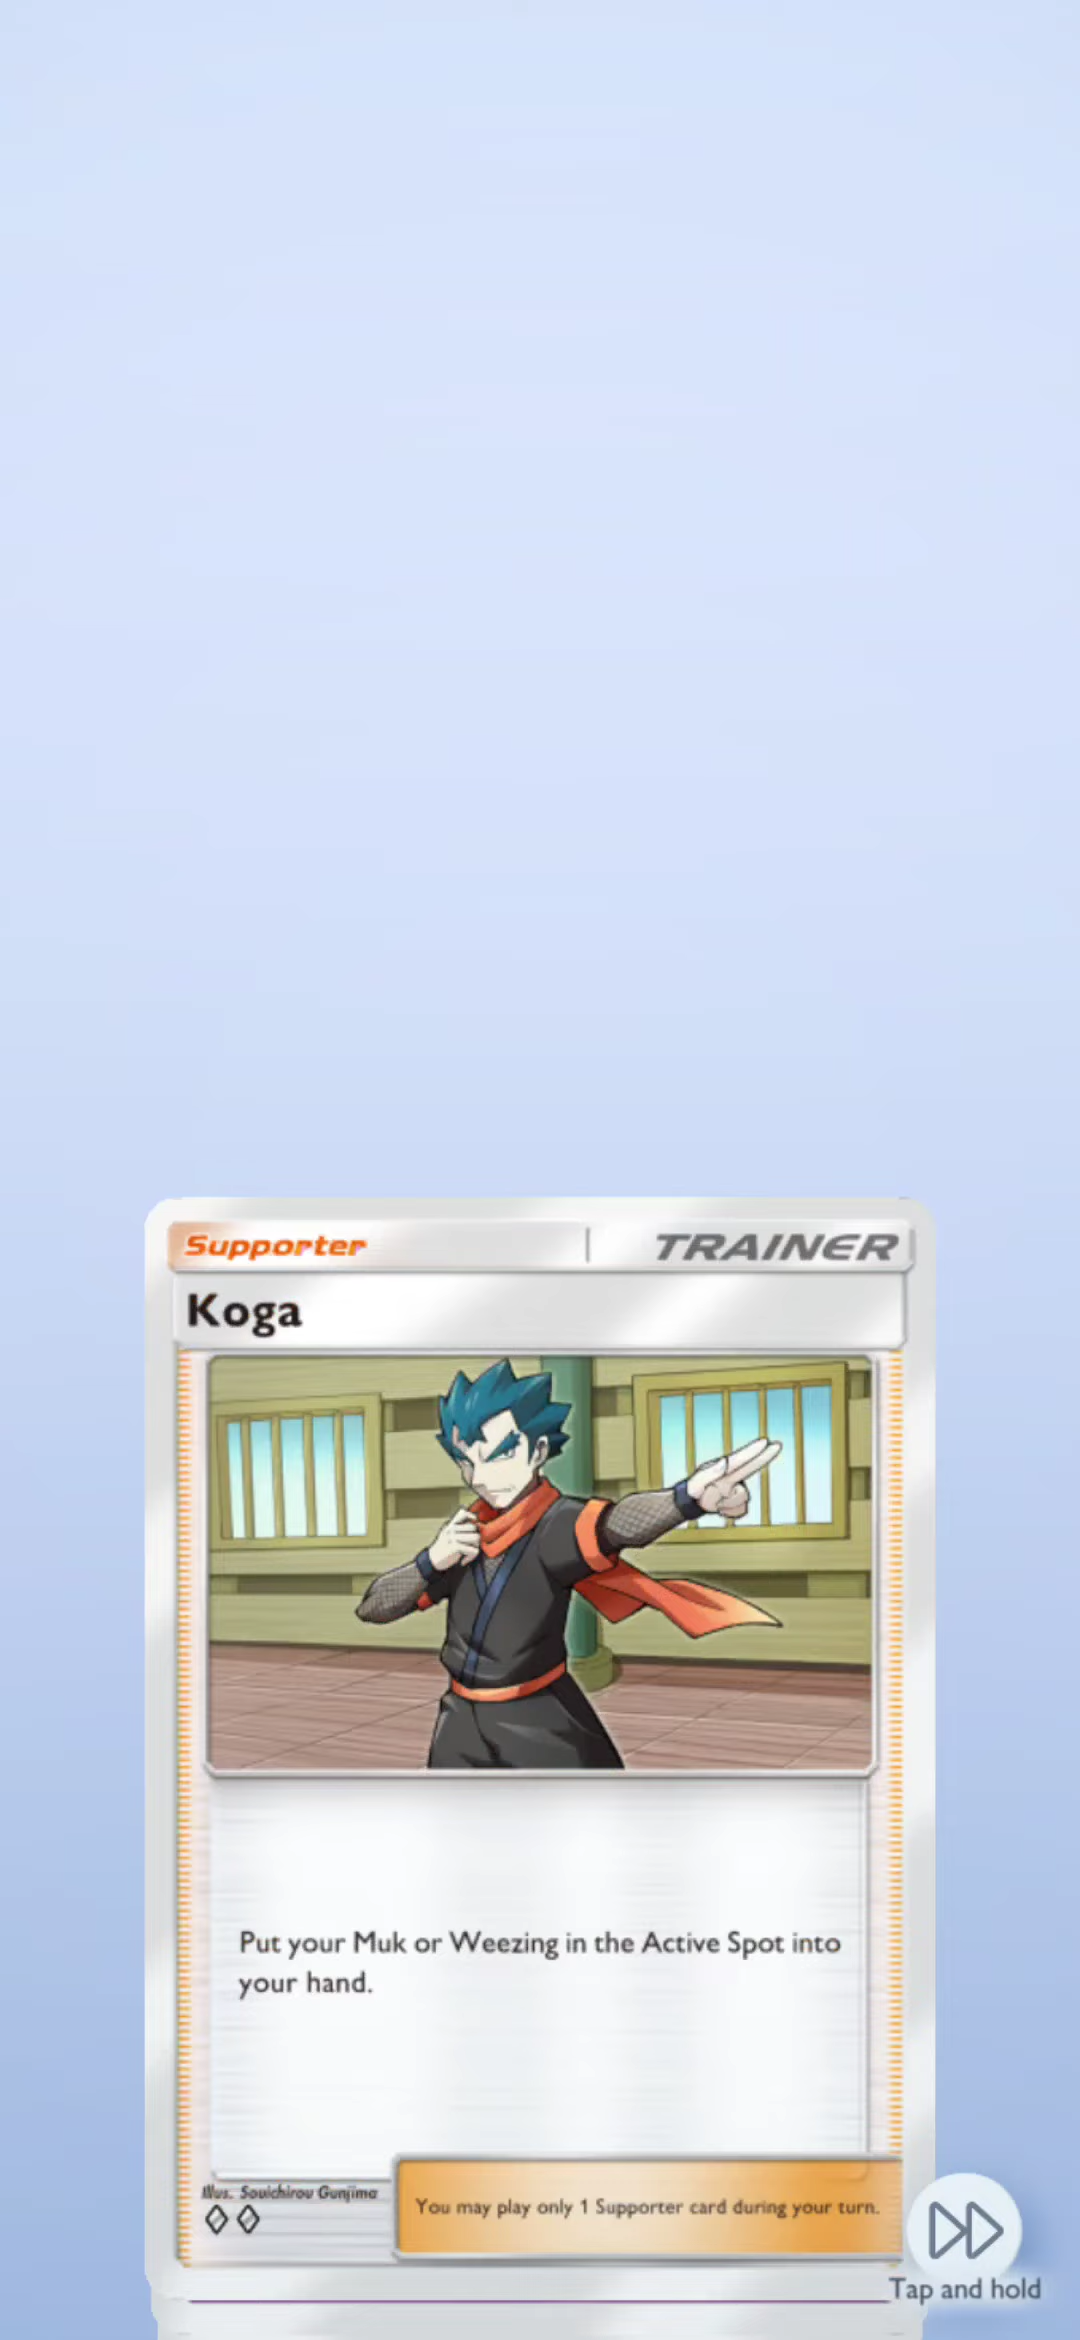 Supporter
TRAINER
Koga
Put your Muk or Weezing in the Active Spot into
your hand.
Illus. Souichirou Gunjima
You may play only 1 Supporter card during your turn.
Tap and hold